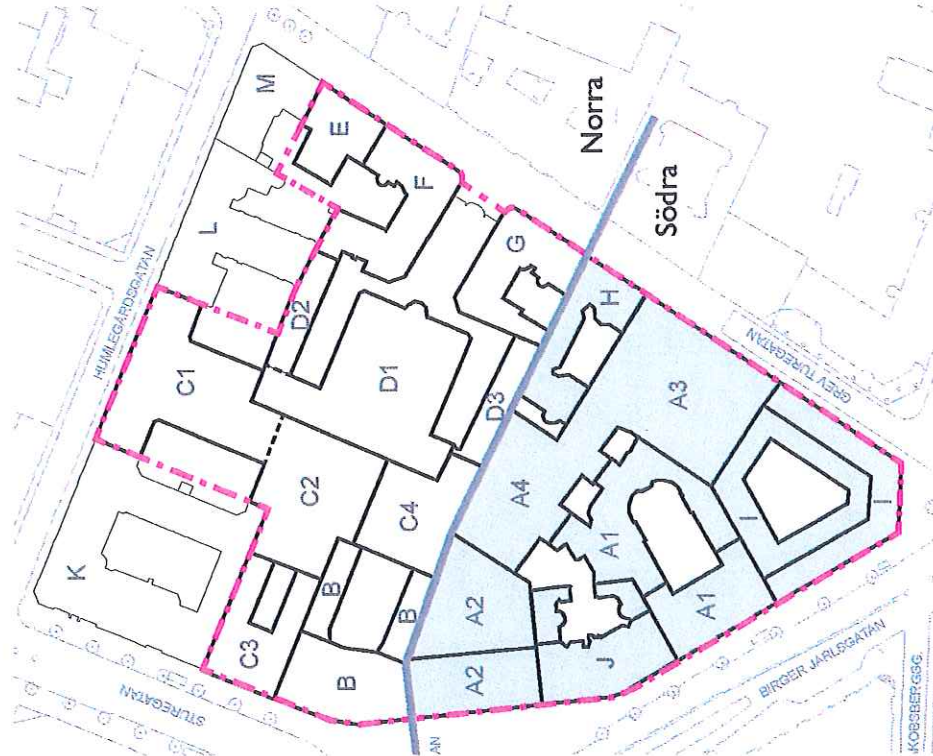 HUMLEGÅRDSGATAN
M
E
L
F
Norra
Södra
C1
D2
G
D1
H
K
D3
C2
A3
C4
A4
GREV TUREGATAN
C3
B
B
A1
I
I
A2
B
A2
J
A1
STUREGATAN
AN
BIRGER JARLSGATAN